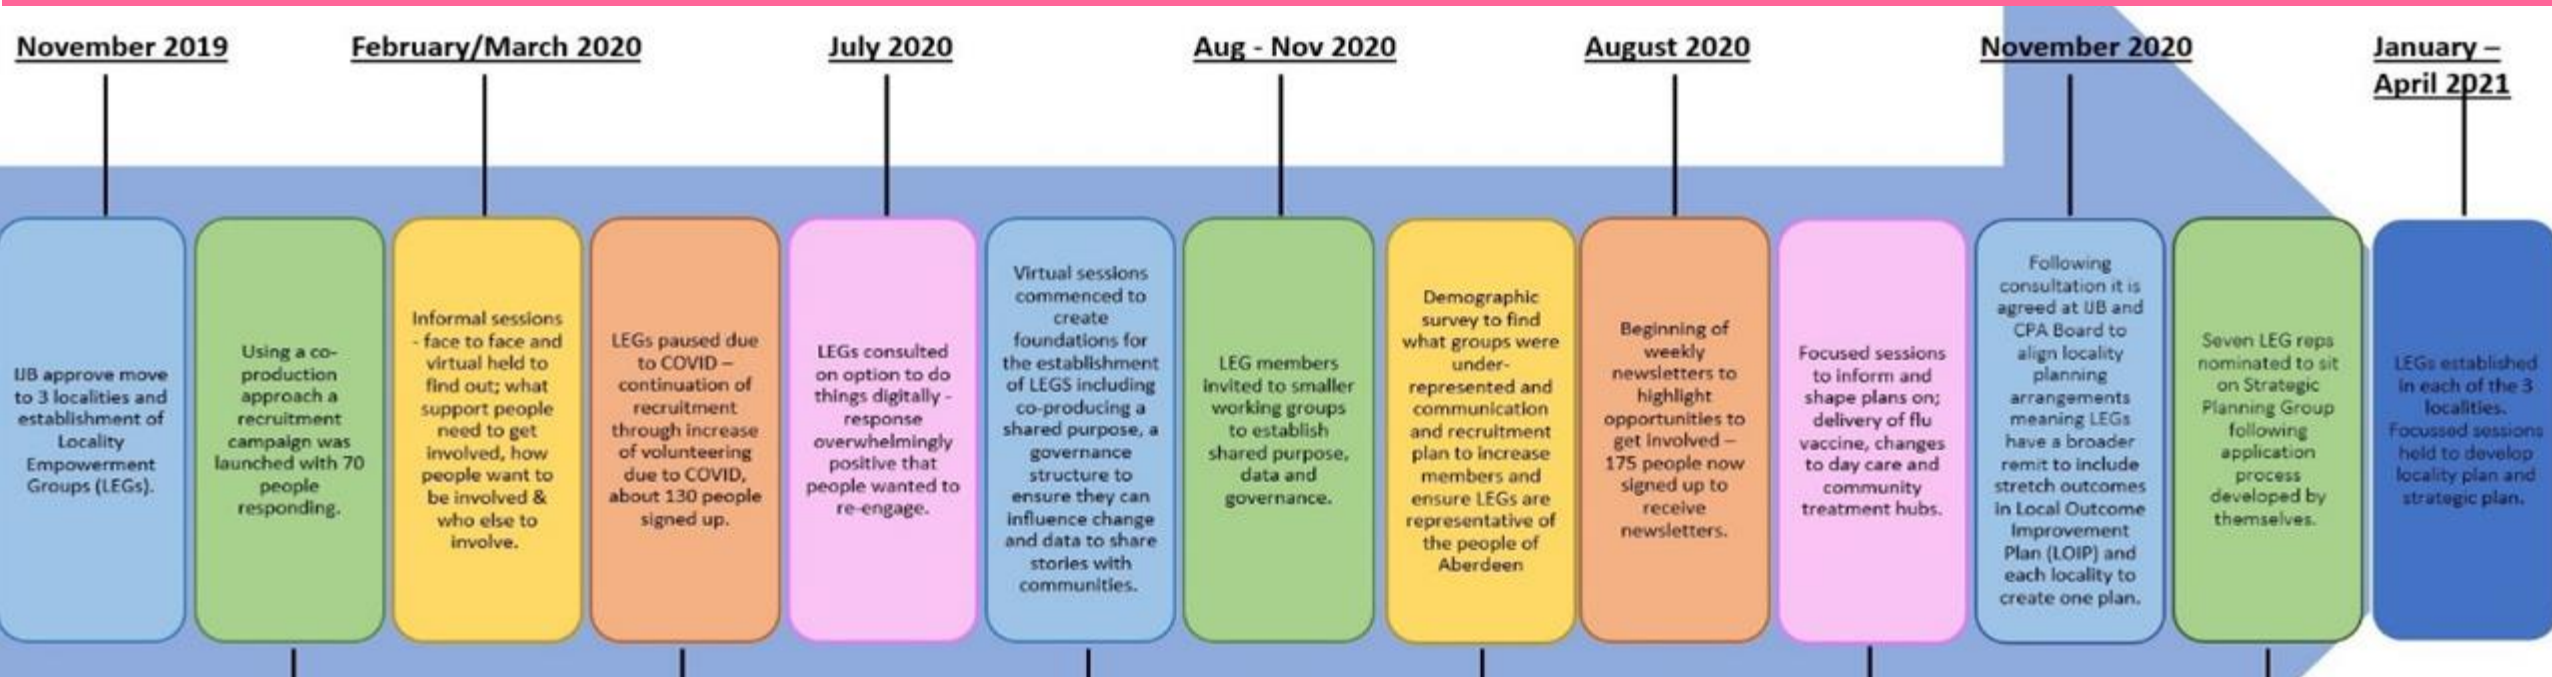 November 2019
February/March 2020
July 2020
Aug - Nov 2020
August 2020
November 2020
January –
April 2021
IJB approve move
to 3 localities and
establishment of
Locality
Empowerment
Groups (LEGs).
Using a co-
production
approach a
recruitment
campaign was
launched with 70
people
responding.
Informal sessions
- face to face and
virtual held to
find out; what
support people
need to get
involved, how
people want to
be involved &
who else to
involve.
LEGs paused due
to COVID –
continuation of
recruitment
through increase
of volunteering
due to COVID,
about 130 people
signed up.
LEGs consulted
on option to do
things digitally -
response
overwhelmingly
positive that
people wanted to
re-engage.
Virtual sessions
commenced to
create
foundations for
the establishment
of LEGS including
co-producing a
shared purpose, a
governance
structure to
ensure they can
influence change
and data to share
stories with
communities.
LEG members
invited to smaller
working groups
to establish
shared purpose,
data and
governance.
Demographic
survey to find
what groups were
under-
represented and
communication
and recruitment
plan to increase
members and
ensure LEGs are
representative of
the people of
Aberdeen
Beginning of
weekly
newsletters to
highlight
opportunities to
get involved –
175 people now
signed up to
receive
newsletters.
Focused sessions
to inform and
shape plans on;
delivery of flu
vaccine, changes
to day care and
community
treatment hubs.
Following
consultation it is
agreed at IJB and
CPA Board to
align locality
planning
arrangements
meaning LEGs
have a broader
remit to include
stretch outcomes
in Local Outcome
Improvement
Plan (LOIP) and
each locality to
create one plan.
Seven LEG reps
nominated to sit
on Strategic
Planning Group
following
application
process
developed by
themselves.
LEGs established
in each of the 3
localities.
Focussed sessions
held to develop
locality plan and
strategic plan.